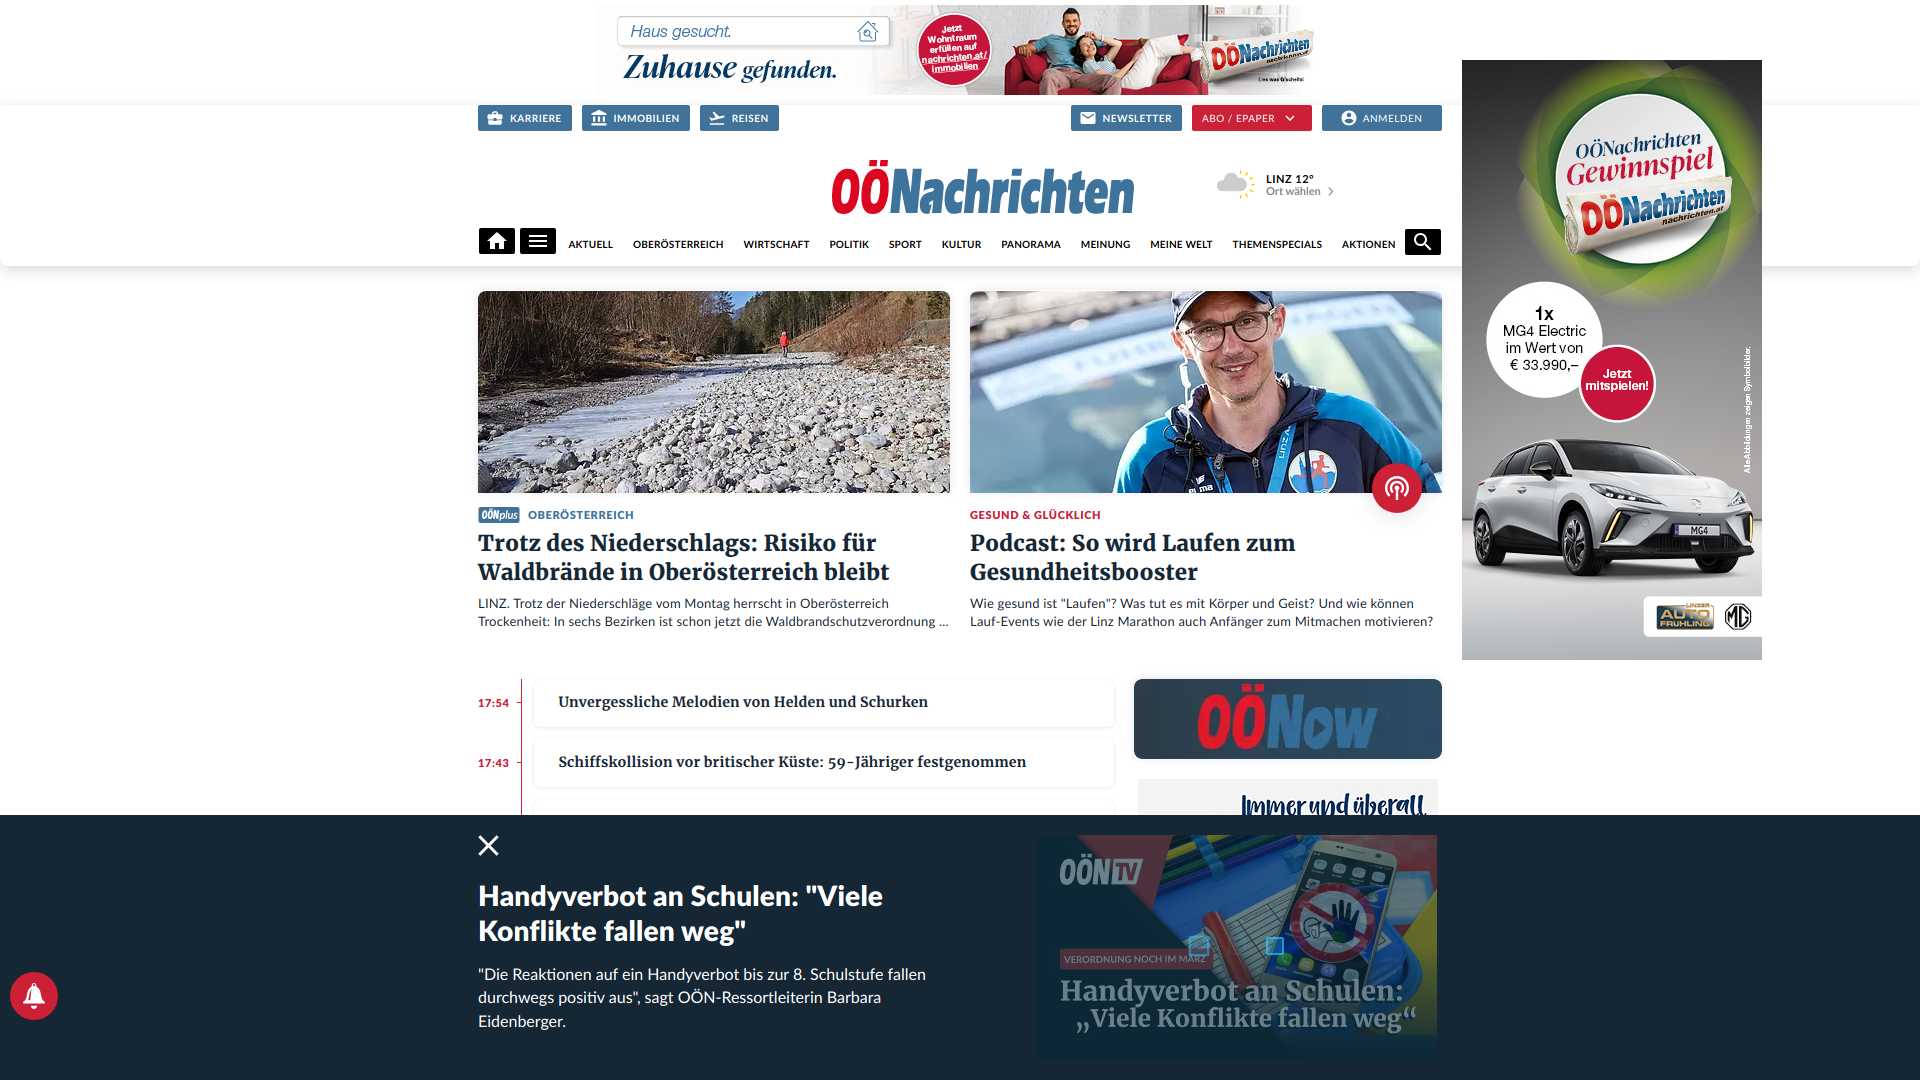 Haus gesucht.
Zuhause gefunden.
Jetzt
Wohntraum
erfüllen auf
nachrichten.at/
immobilien
OÖNachrichten
nachrichten.at
Lies was G'scheits!
KARRIERE
IMMOBILIEN
REISEN
NEWSLETTER
ABO / EPAPER
ANMELDEN
OÖNachrichten
LINZ 12°
Ort wählen
AKTUELL
OBERÖSTERREICH
WIRTSCHAFT
POLITIK
SPORT
KULTUR
PANORAMA
MEINUNG
MEINE WELT
THEMENSPECIALS
AKTIONEN
OÖNachrichten
Gewinnspiel
OÖNachrichten
nachrichten.at
1x
MG4 Electric
im Wert von
€ 33.990,–
Jetzt
mitspielen!
Alle Abbildungen zeigen Symbolbilder.
MG4
LINZER
AUTO
FRÜHLING
MG
OÖNplus OBERÖSTERREICH
Trotz des Niederschlags: Risiko für
Waldbrände in Oberösterreich bleibt
LINZ. Trotz der Niederschläge vom Montag herrscht in Oberösterreich
Trockenheit: In sechs Bezirken ist schon jetzt die Waldbrandschutzverordnung ...
GESUND & GLÜCKLICH
Podcast: So wird Laufen zum
Gesundheitsbooster
Wie gesund ist "Laufen"? Was tut es mit Körper und Geist? Und wie können
Lauf-Events wie der Linz Marathon auch Anfänger zum Mitmachen motivieren?
17:54 Unvergessliche Melodien von Helden und Schurken
17:43 Schiffskollision vor britischer Küste: 59-Jähriger festgenommen
OÖNow
Immer und überall
Handyverbot an Schulen: "Viele
Konflikte fallen weg"
"Die Reaktionen auf ein Handyverbot bis zur 8. Schulstufe fallen
durchwegs positiv aus", sagt OÖN-Ressortleiterin Barbara
Eidenberger.
OÖN TV
VERORDNUNG NOCH IM MÄRZ
Handyverbot an Schulen:
„Viele Konflikte fallen weg“